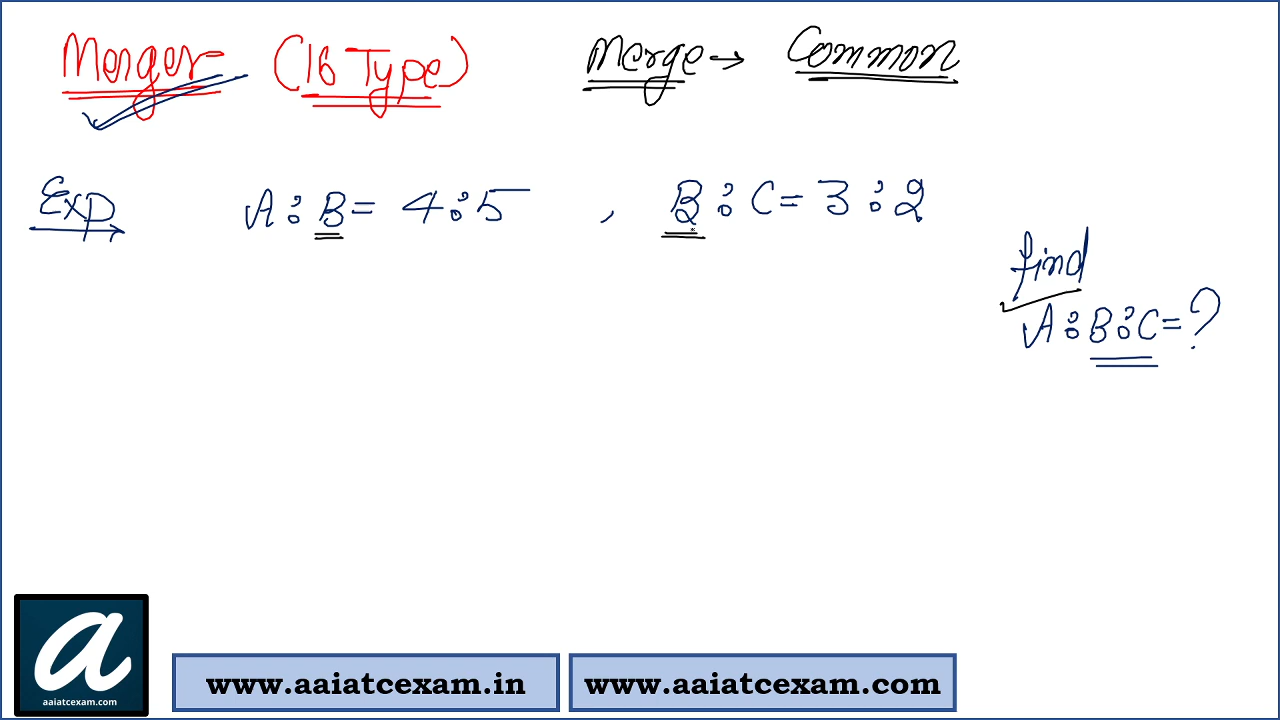 Merger (16 Type) Merge → Common
Exp A:B = 4:5 , B:C = 3:2
find
A:B:C = ?
a
aaiatcexam.com
www.aaiatcexam.in www.aaiatcexam.com